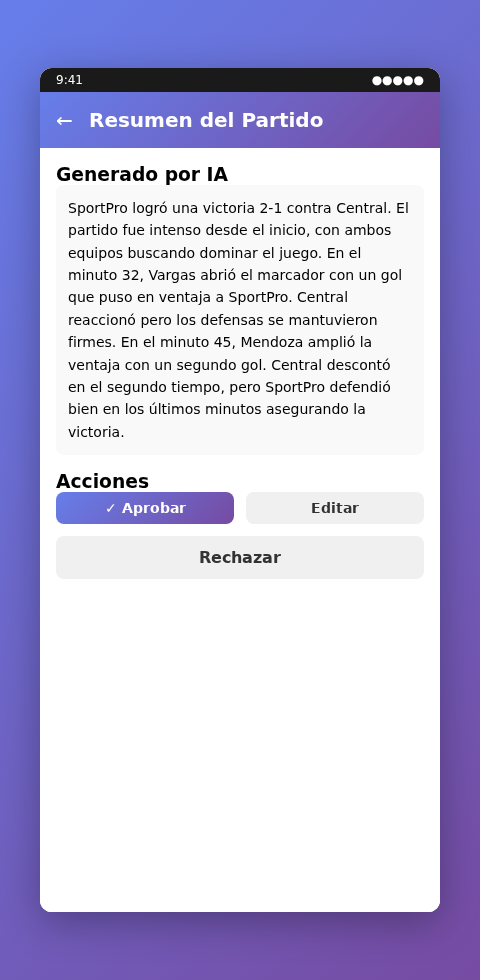 9:41 ●●●●●
← Resumen del Partido
Generado por IA
SportPro logró una victoria 2-1 contra Central. El
partido fue intenso desde el inicio, con ambos
equipos buscando dominar el juego. En el
minuto 32, Vargas abrió el marcador con un gol
que puso en ventaja a SportPro. Central
reaccionó pero los defensas se mantuvieron
firmes. En el minuto 45, Mendoza amplió la
ventaja con un segundo gol. Central descontó
en el segundo tiempo, pero SportPro defendió
bien en los últimos minutos asegurando la
victoria.
Acciones
✓ Aprobar Editar
Rechazar